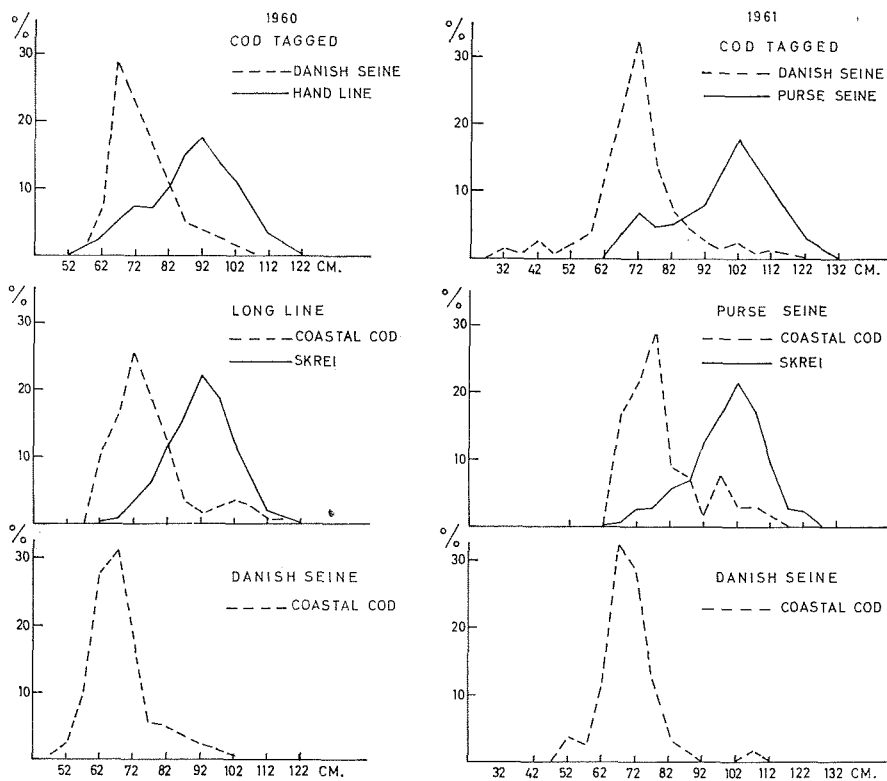 1960
%
COD TAGGED
DANISH SEINE
HAND LINE
30
20
10
52 62 72 82 92 102 112 122 CM.
%
LONG LINE
COASTAL COD
SKREI
30
20
10
%
DANISH SEINE
COASTAL COD
30
20
10
52 62 72 82 92 102 112 122 CM.
1961
%
COD TAGGED
DANISH SEINE
PURSE SEINE
30
20
10
32 42 52 62 72 82 92 102 112 122 132 CM.
%
PURSE SEINE
COASTAL COD
SKREI
30
20
10
%
DANISH SEINE
COASTAL COD
30
20
10
32 42 52 62 72 82 92 102 112 122 132 CM.